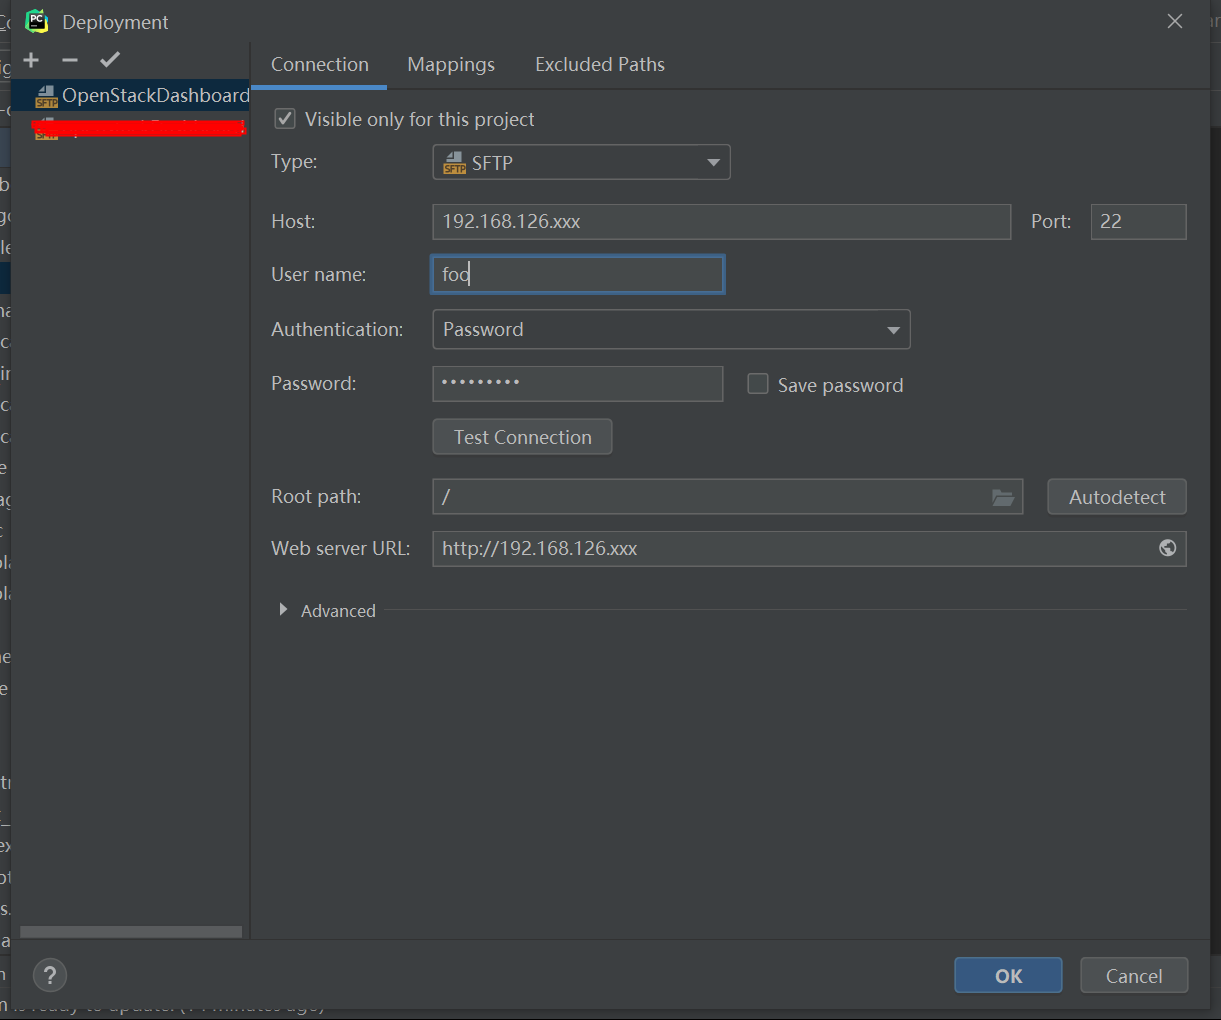 Deployment
Connection Mappings Excluded Paths
SFTP OpenStackDashboard
Visible only for this project
Type: SFTP SFTP
Host: 192.168.126.xxx Port: 22
User name: foo
Authentication: Password
Password: ••••••••• Save password
Test Connection
Root path: / Autodetect
Web server URL: http://192.168.126.xxx
Advanced
? OK Cancel